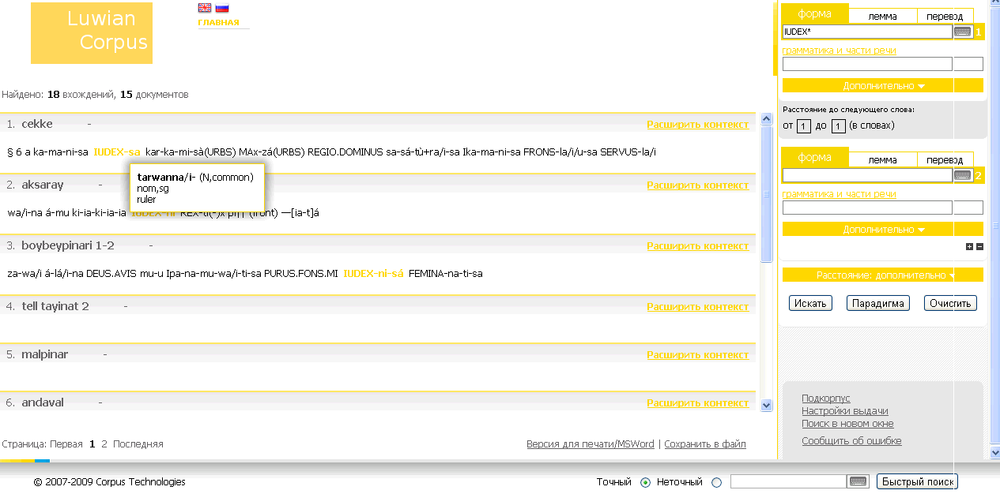 Luwian
Corpus
ГЛАВНАЯ
Найдено: 18 вхождений, 15 документов
1. cekke -
Расширить контекст
§ 6 a ka-ma-ni-sa IUDEX-sa kar-ka-mi-sà(URBS) MAx-zá(URBS) REGIO.DOMINUS sa-sá-tù+ra/i-sa Ika-ma-ni-sa FRONS-la/i/u-sa SERVUS-la/i
tarwanna/i- (N,common)
nom,sg
ruler
2. aksaray -
Расширить контекст
wa/i-na á-mu ki-ia-ki-ia-ia IUDEX-ni (front) —[ia-t]á
3. boybeypinari 1-2 -
Расширить контекст
za-wa/i á-lá/i-na DEUS.AVIS mu-u Ipa-na-mu-wa/i-ti-sa PURUS.FONS.MI IUDEX-ni-sá FEMINA-na-ti-sa
4. tell tayinat 2 -
Расширить контекст
5. malpinar -
Расширить контекст
6. andaval -
Расширить контекст
Страница: Первая 1 2 Последняя
Версия для печати/MSWord | Сохранить в файл
форма лемма перевод
IUDEX* 1
грамматика и части речи
Дополнительно
Расстояние до следующего слова:
от 1 до 1 (в словах)
форма лемма перевод
2
грамматика и части речи
Дополнительно
Расстояние: дополнительно
Искать Парадигма Очистить
Подкорпус
Настройки выдачи
Поиск в новом окне
Сообщить об ошибке
© 2007-2009 Corpus Technologies
Точный Неточный Быстрый поиск